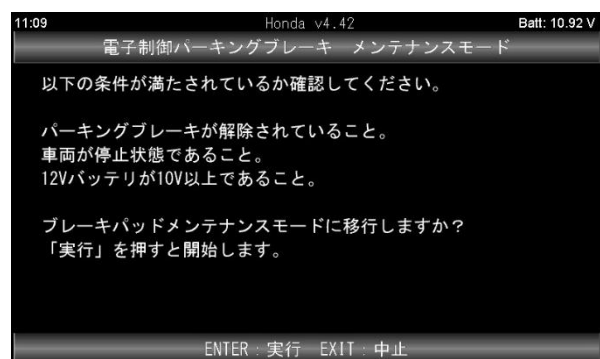 11:09 Honda v4.42 Batt: 10.92 V
電子制御パーキングブレーキ　メンテナンスモード
以下の条件が満たされているか確認してください。
パーキングブレーキが解除されていること。
車両が停止状態であること。
12Vバッテリが10V以上であること。
ブレーキパッドメンテナンスモードに移行しますか？
「実行」を押すと開始します。
ENTER：実行　EXIT：中止